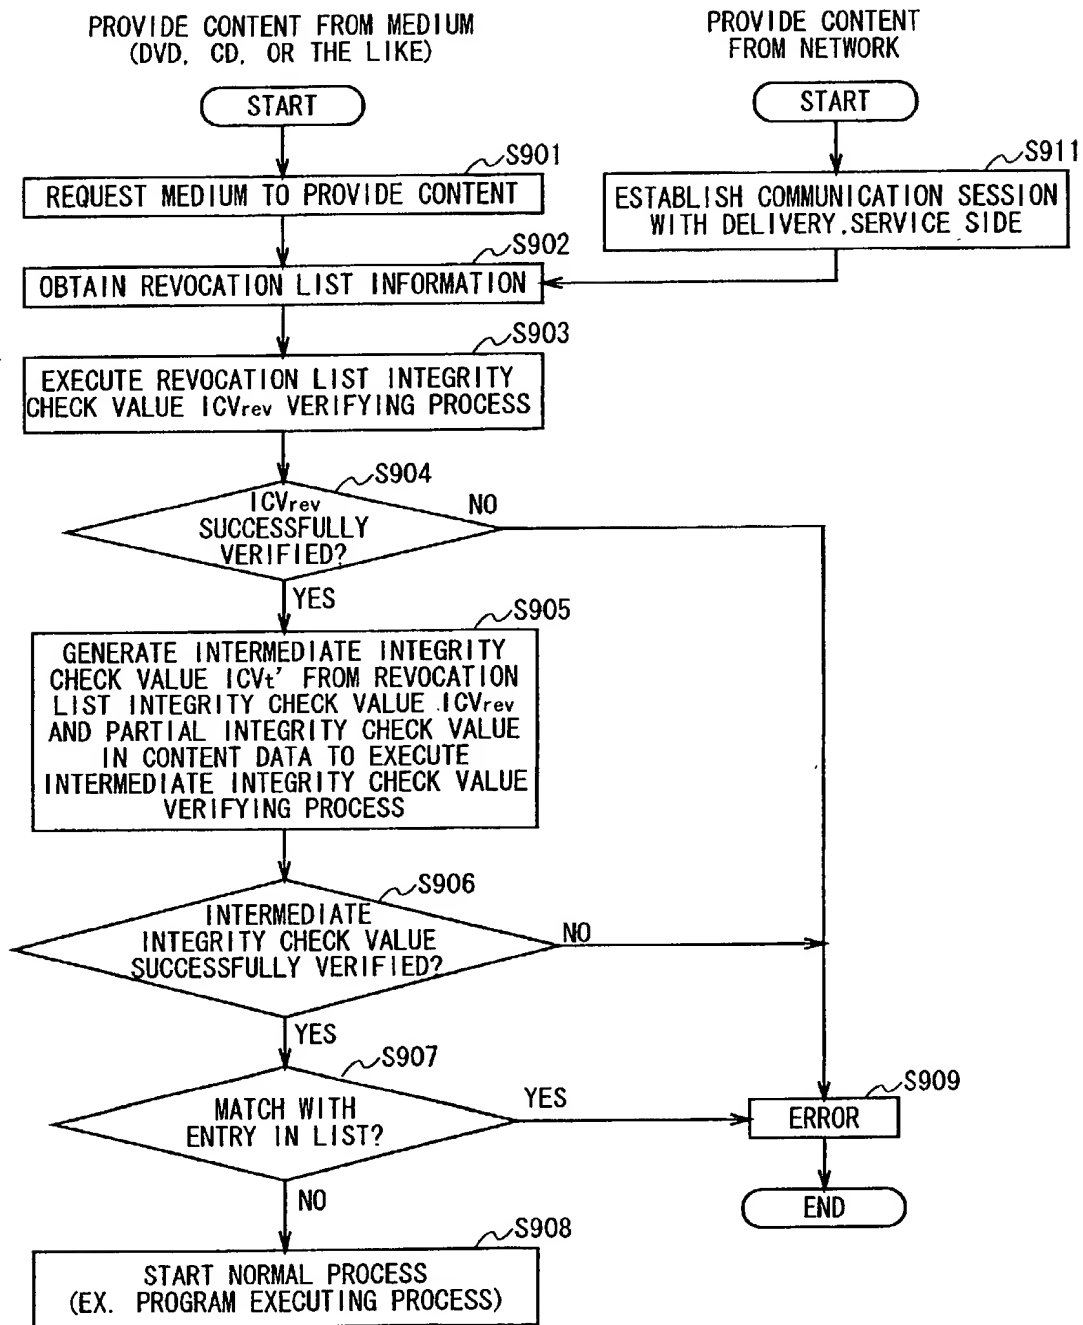 PROVIDE CONTENT FROM MEDIUM
(DVD, CD, OR THE LIKE)
PROVIDE CONTENT
FROM NETWORK
START
START
S901
REQUEST MEDIUM TO PROVIDE CONTENT
S911
ESTABLISH COMMUNICATION SESSION
WITH DELIVERY SERVICE SIDE
S902
OBTAIN REVOCATION LIST INFORMATION
S903
EXECUTE REVOCATION LIST INTEGRITY
CHECK VALUE ICVrev VERIFYING PROCESS
S904
ICVrev
SUCCESSFULLY
VERIFIED?
NO
YES
S905
GENERATE INTERMEDIATE INTEGRITY
CHECK VALUE ICVt' FROM REVOCATION
LIST INTEGRITY CHECK VALUE ICVrev
AND PARTIAL INTEGRITY CHECK VALUE
IN CONTENT DATA TO EXECUTE
INTERMEDIATE INTEGRITY CHECK VALUE
VERIFYING PROCESS
S906
INTERMEDIATE
INTEGRITY CHECK VALUE
SUCCESSFULLY VERIFIED?
NO
YES
S907
MATCH WITH
ENTRY IN LIST?
YES
S909
ERROR
NO
END
S908
START NORMAL PROCESS
(EX. PROGRAM EXECUTING PROCESS)